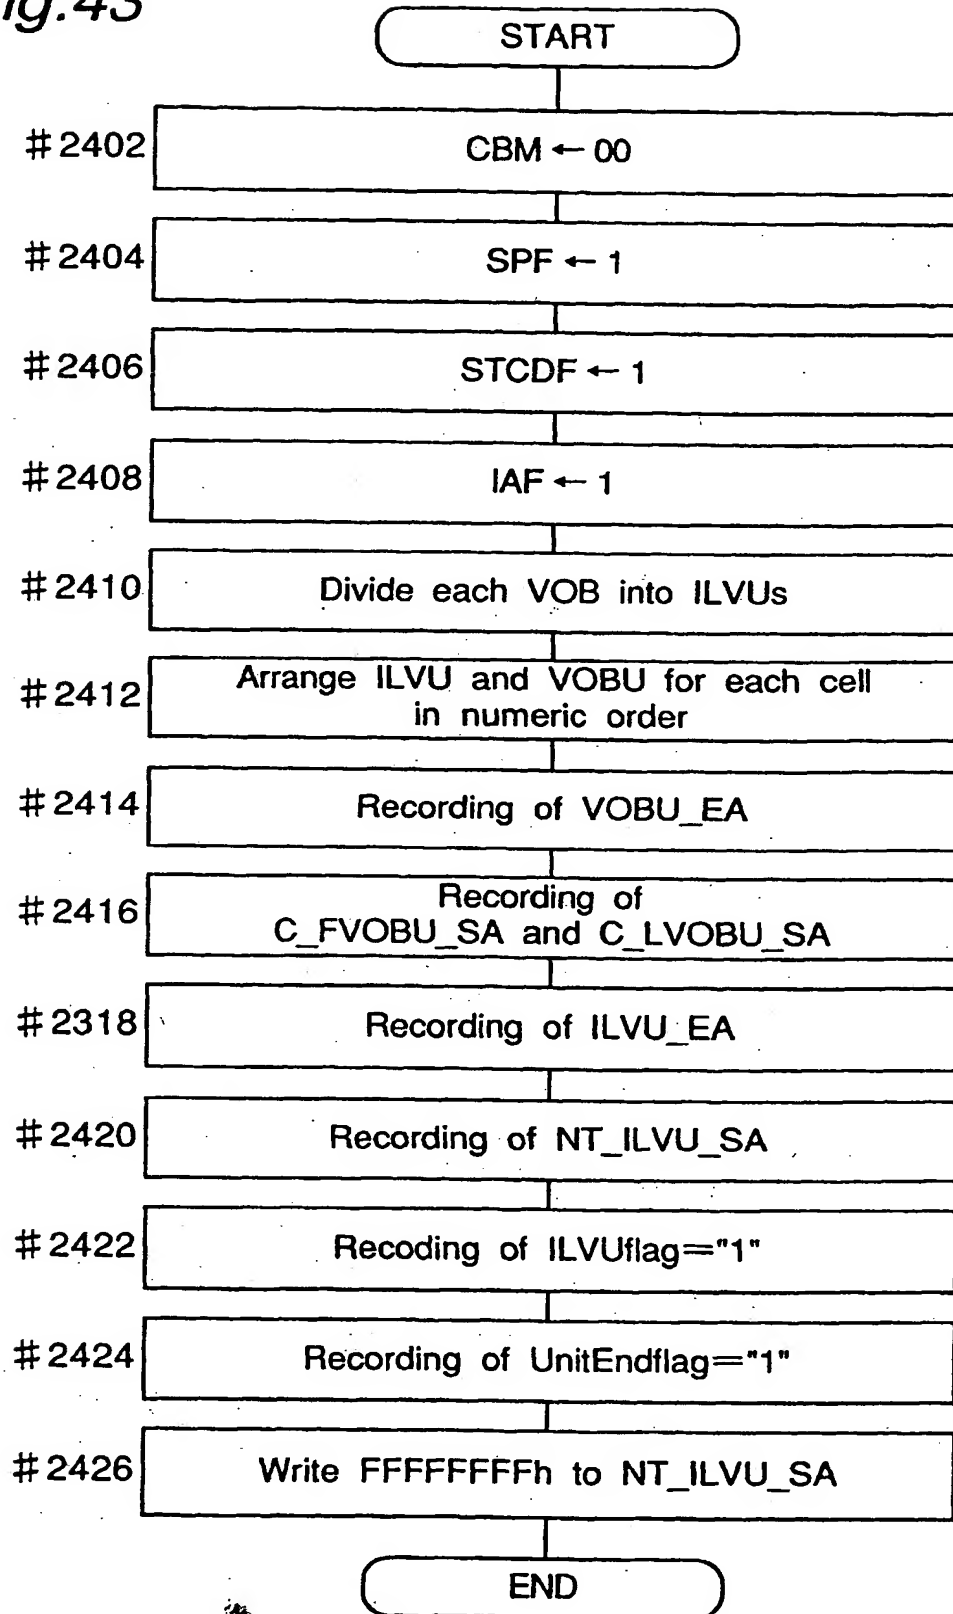 ig.43
START
#2402 CBM ← 00
#2404 SPF ← 1
#2406 STCDF ← 1
#2408 IAF ← 1
#2410 Divide each VOB into ILVUs
#2412 Arrange ILVU and VOBU for each cell
in numeric order
#2414 Recording of VOBU_EA
#2416 Recording of
C_FVOBU_SA and C_LVOBU_SA
#2318 Recording of ILVU_EA
#2420 Recording of NT_ILVU_SA
#2422 Recoding of ILVUflag="1"
#2424 Recording of UnitEndflag="1"
#2426 Write FFFFFFFFh to NT_ILVU_SA
END